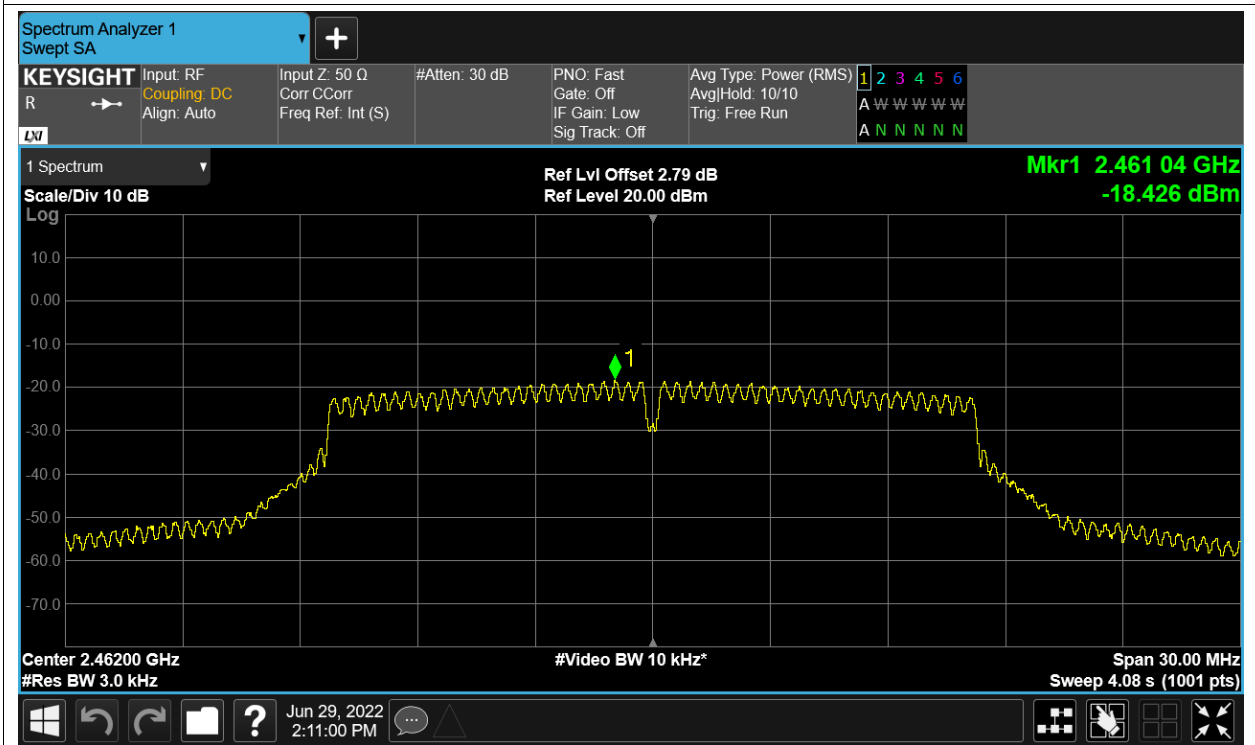 Spectrum Analyzer 1
Swept SA
+
KEYSIGHT
R
LXI
Input: RF
Coupling: DC
Align: Auto
Input Z: 50 Ω
Corr CCorr
Freq Ref: Int (S)
#Atten: 30 dB
PNO: Fast
Gate: Off
IF Gain: Low
Sig Track: Off
Avg Type: Power (RMS)
Avg|Hold: 10/10
Trig: Free Run
1 2 3 4 5 6
A W W W W W
A N N N N N
1 Spectrum
Scale/Div 10 dB
Log
Ref Lvl Offset 2.79 dB
Ref Level 20.00 dBm
Mkr1 2.461 04 GHz
-18.426 dBm
10.0
0.00
-10.0
1
-20.0
-30.0
-40.0
-50.0
-60.0
-70.0
Center 2.46200 GHz
#Res BW 3.0 kHz
#Video BW 10 kHz*
Span 30.00 MHz
Sweep 4.08 s (1001 pts)
?
Jun 29, 2022
2:11:00 PM